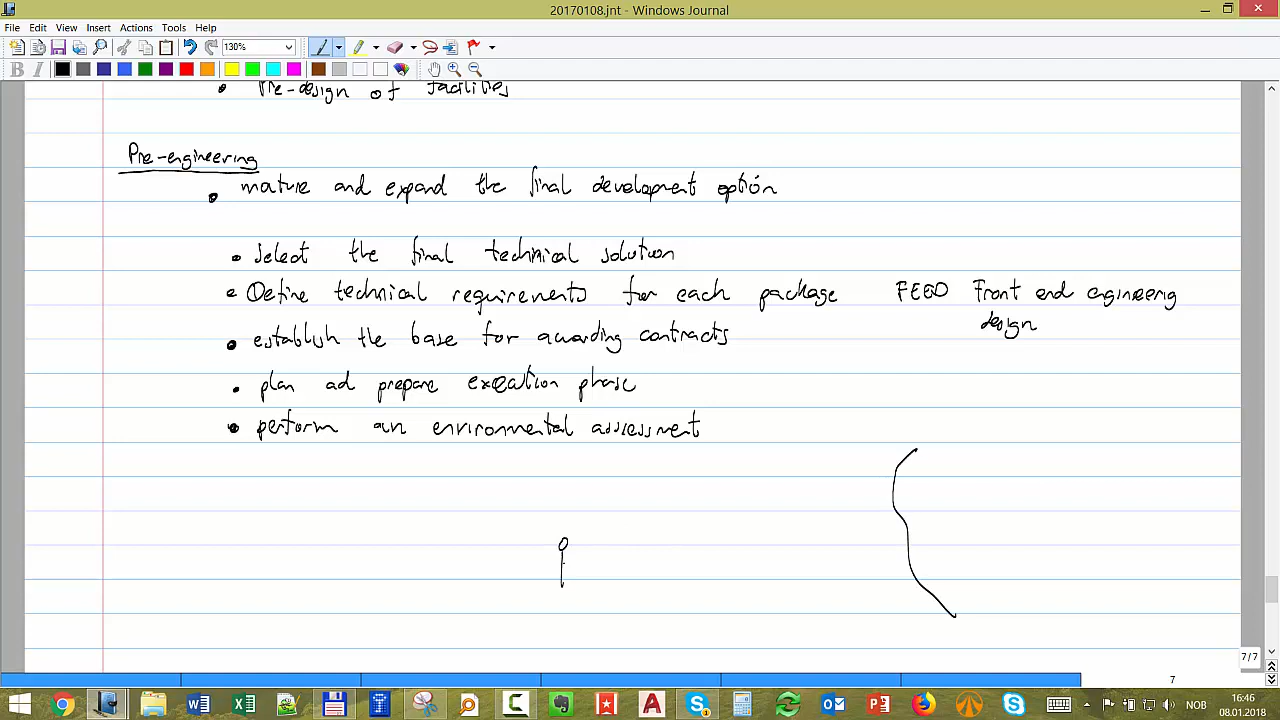 20170108.jnt - Windows Journal
File Edit View Insert Actions Tools Help
130%
B I
Pre-design of facilities
Pre-engineering
mature and expand the final development option
Select the final technical solution
Define technical requirements for each package FEED Front end engineering
design
establish the base for awarding contracts
plan ad prepare execution phase
perform an environmental assessment
7/7
7
16:46
NOB
08.01.2018